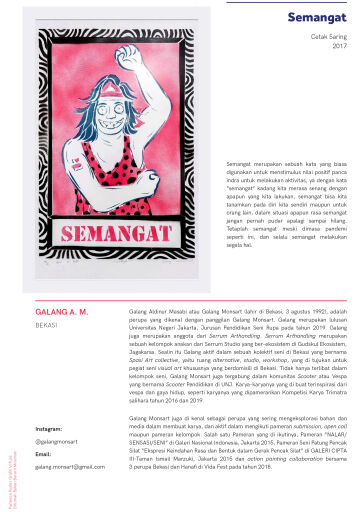 Semangat
Cetak Saring
2017
SEMANGAT
Semangat merupakan sebuah kata yang biasa
digunakan untuk menstimulus nilai positif panca
indra untuk melakukan aktivitas, ya dengan kata
"semangat" kadang kita merasa senang dengan
apapun yang kita lakukan, semangat bisa kita
tanamkan pada diri kita sendiri maupun untuk
orang lain, dalam situasi apapun rasa semangat
jangan pernah pudar apalagi sampai hilang.
Tetaplah semangat meski dimasa pandemi
seperti ini, dan selalu semangat melakukan
segala hal.
GALANG A. M.
BEKASI
Galang Aldinur Masabi atau Galang Monsart (lahir di Bekasi, 3 agustus 1992), adalah
perupa yang dikenal dengan panggilan Galang Monsart. Galang merupakan lulusan
Universitas Negeri Jakarta, Jurusan Pendidikan Seni Rupa pada tahun 2019. Galang
juga merupakan anggota dari Serrum Arthandling. Serrum Arthandling merupakan
sebuah kelompok arakan dari Serrum Studio yang ber-ekosistem di Gudskul Ekosistem,
Jagakarsa. Sealin itu Galang aktif dalam sebuah kolektif seni di Bekasi yang bernama
Spasi Art collective, yaitu ruang alternative, studio, workshop, yang di tujukan untuk
pegiat seni visual art khususnya yang berdomisili di Bekasi. Tidak hanya terlibat dalam
kelompok seni, Galang Monsart juga tergabung dalam komunitas Scooter atau Vespa
yang bernama Scooter Pendidikan di UNJ. Karya-karyanya yang di buat terinspirasi dari
vespa dan gaya hidup, seperti karyanya yang dipamerankan Kompetisi Karya Trimatra
salihara tahun 2016 dan 2019.
Galang Monsart juga di kenal sebagai perupa yang sering mengeksplorasi bahan dan
media dalam membuat karya, dan aktif dalam mengikuti pameran submission, open call
maupun pameran kelompok. Salah satu Pameran yang di ikutinya, Pameran "NALAR/
SENSASI/SENI" di Galeri Nasional Indonesia, Jakarta 2015, Pameran Seni Patung Pencak
Silat "Ekspresi Keindahan Rasa dan Bentuk dalam Gerak Pencak Silat" di GALERI CIPTA
III-Taman Ismail Marzuki, Jakarta 2015 dan action painting collaboration bersama
3 perupa Bekasi dan Hanafi di Vida Fest pada tahun 2018.
Instagram:
@galangmonsart
Email:
galang.monsart@gmail.com